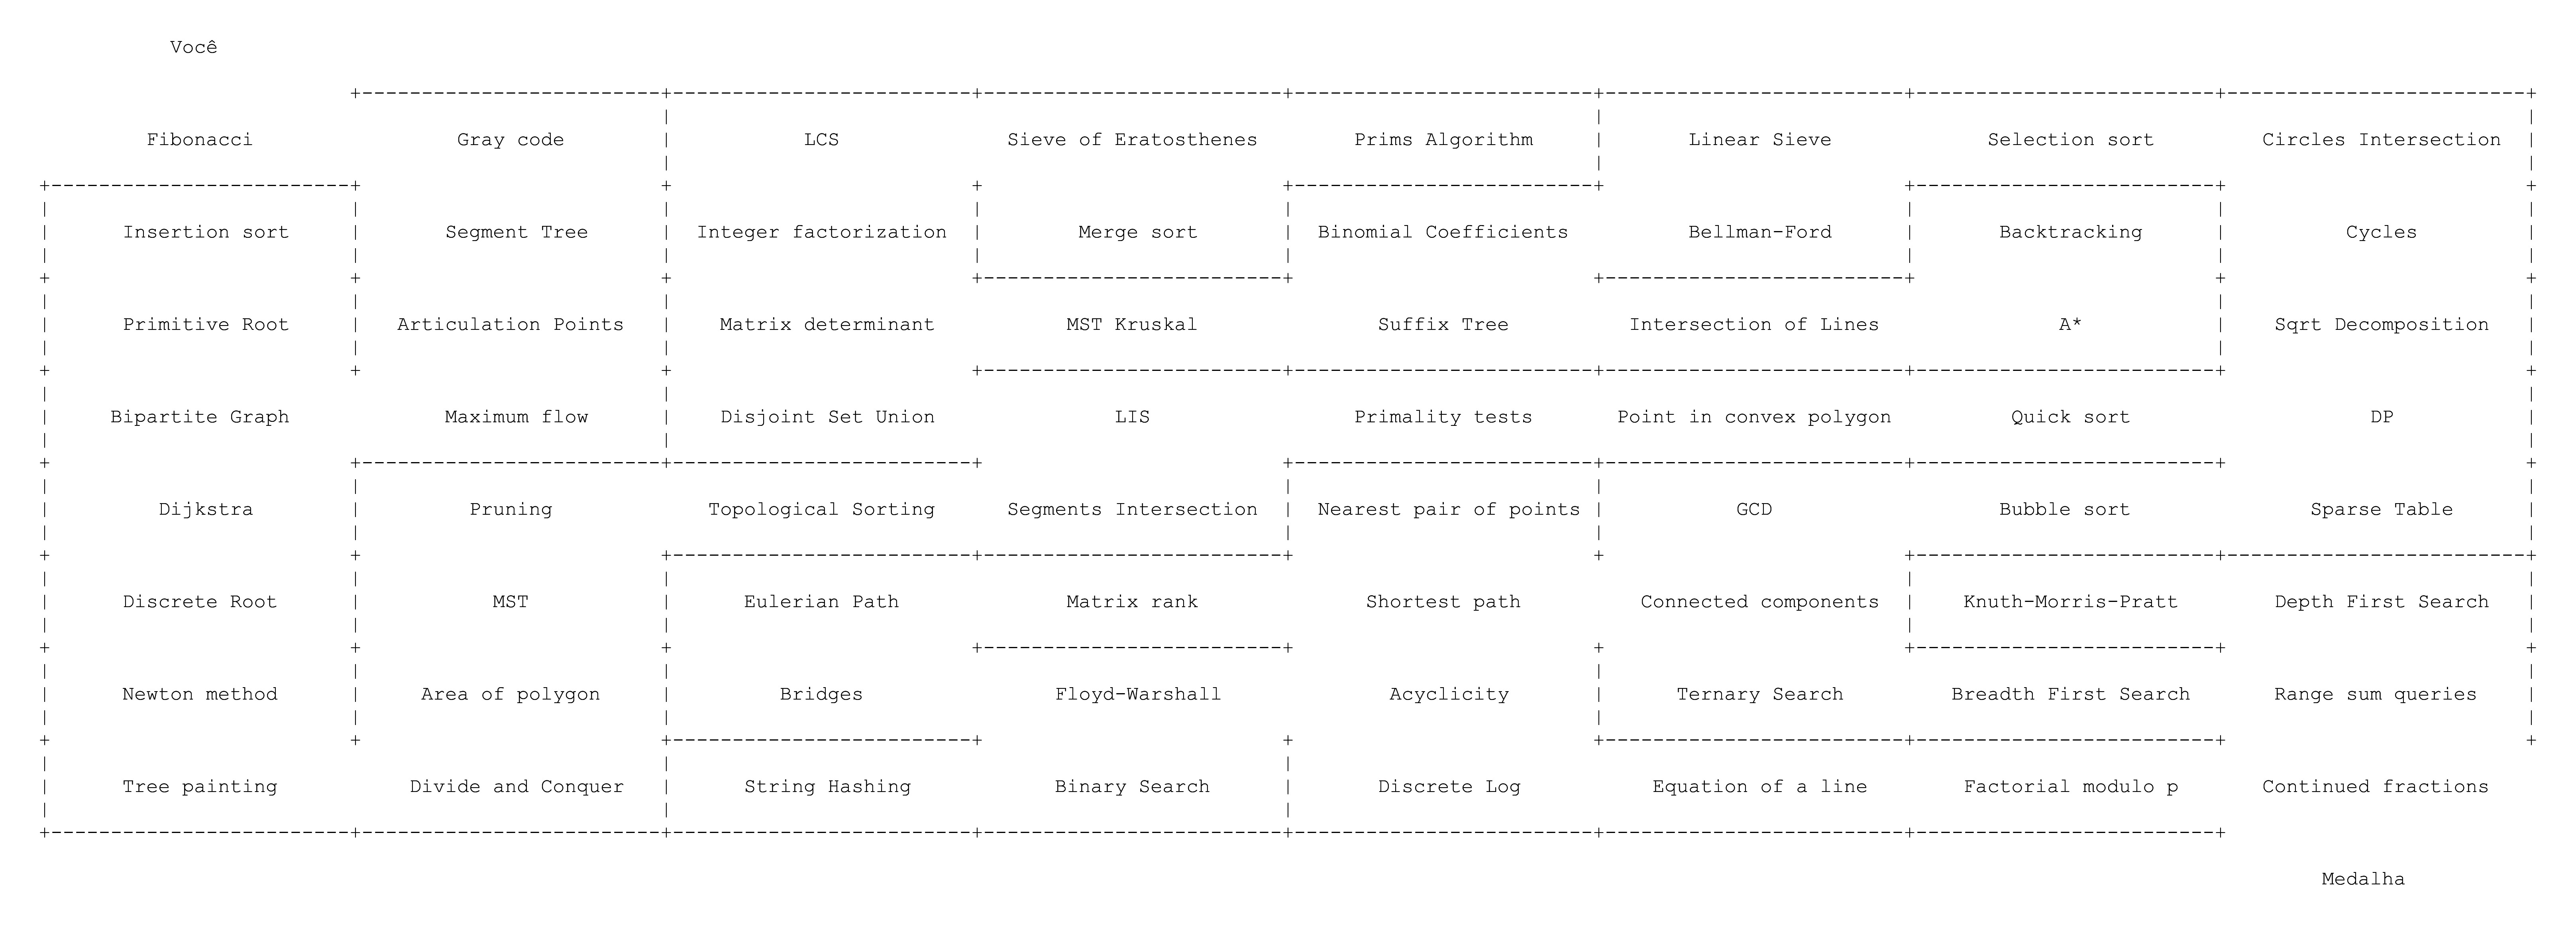 Você
Fibonacci Gray code LCS Sieve of Eratosthenes Prims Algorithm Linear Sieve Selection sort Circles Intersection
Insertion sort Segment Tree Integer factorization Merge sort Binomial Coefficients Bellman-Ford Backtracking Cycles
Primitive Root Articulation Points Matrix determinant MST Kruskal Suffix Tree Intersection of Lines A* Sqrt Decomposition
Bipartite Graph Maximum flow Disjoint Set Union LIS Primality tests Point in convex polygon Quick sort DP
Dijkstra Pruning Topological Sorting Segments Intersection Nearest pair of points GCD Bubble sort Sparse Table
Discrete Root MST Eulerian Path Matrix rank Shortest path Connected components Knuth-Morris-Pratt Depth First Search
Newton method Area of polygon Bridges Floyd-Warshall Acyclicity Ternary Search Breadth First Search Range sum queries
Tree painting Divide and Conquer String Hashing Binary Search Discrete Log Equation of a line Factorial modulo p Continued fractions
Medalha